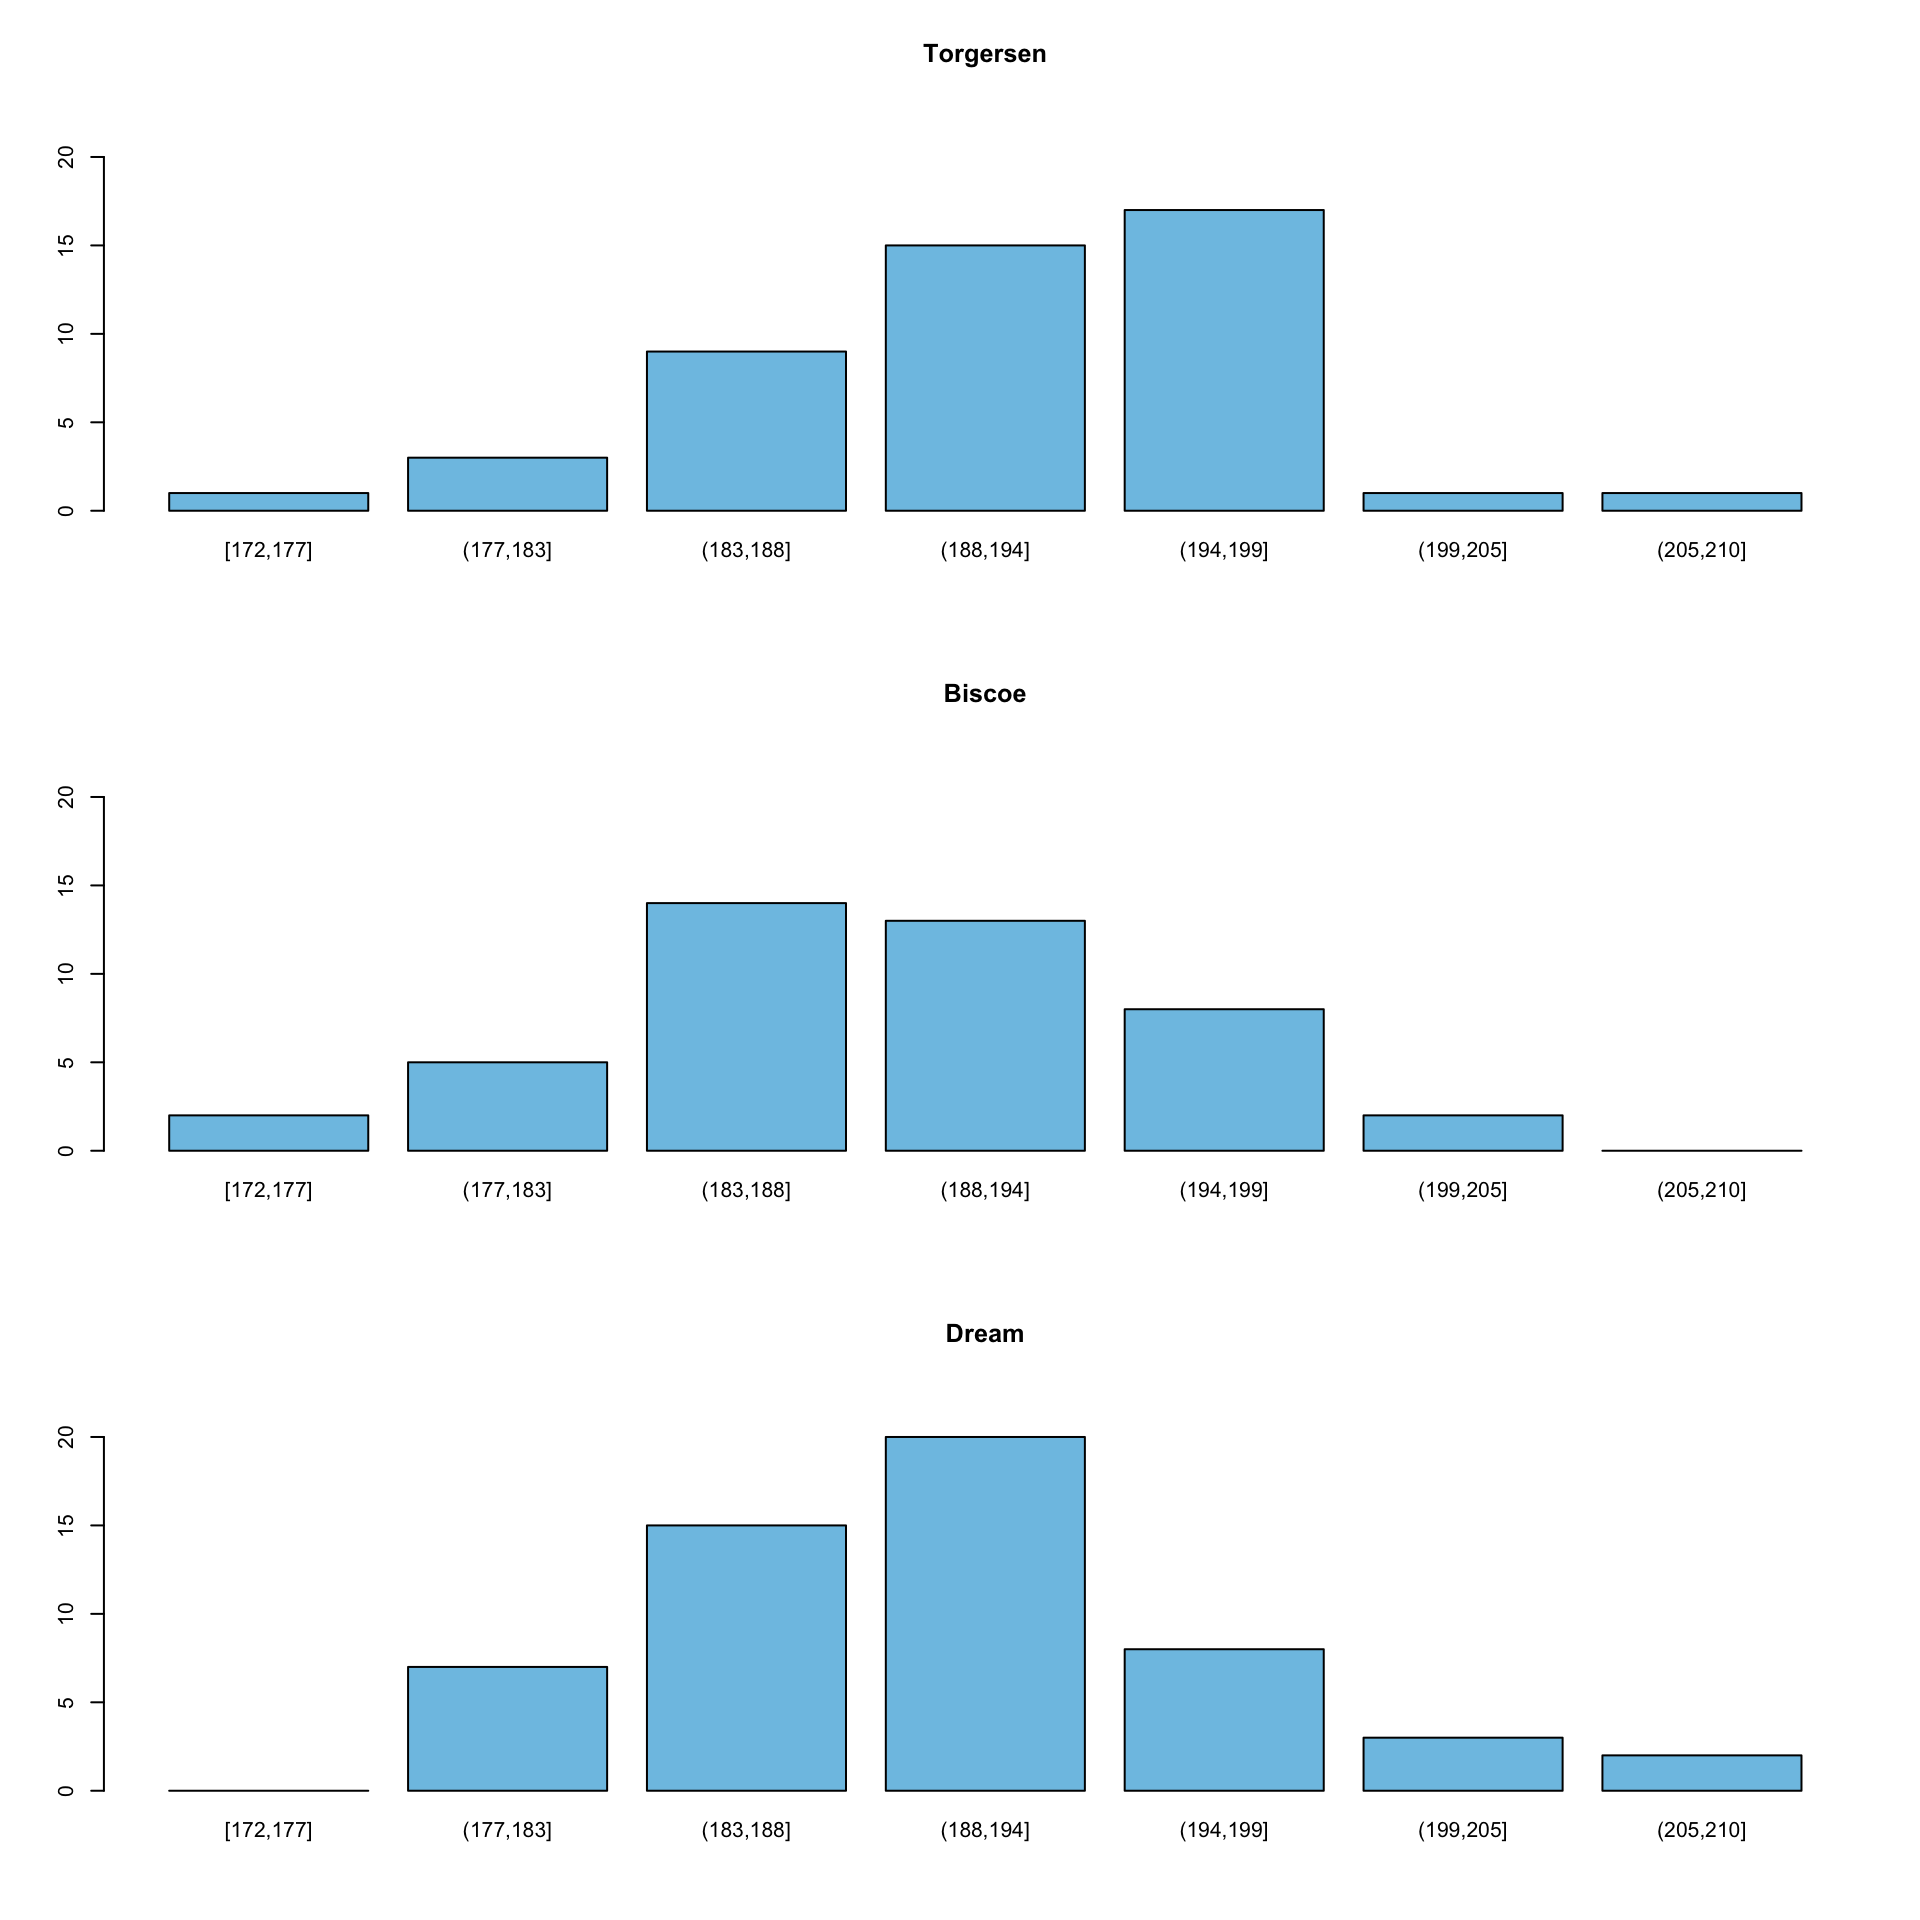 Torgersen
20
15
10
5
0
[172,177] (177,183] (183,188] (188,194] (194,199] (199,205] (205,210]
Biscoe
20
15
10
5
0
[172,177] (177,183] (183,188] (188,194] (194,199] (199,205] (205,210]
Dream
20
15
10
5
0
[172,177] (177,183] (183,188] (188,194] (194,199] (199,205] (205,210]